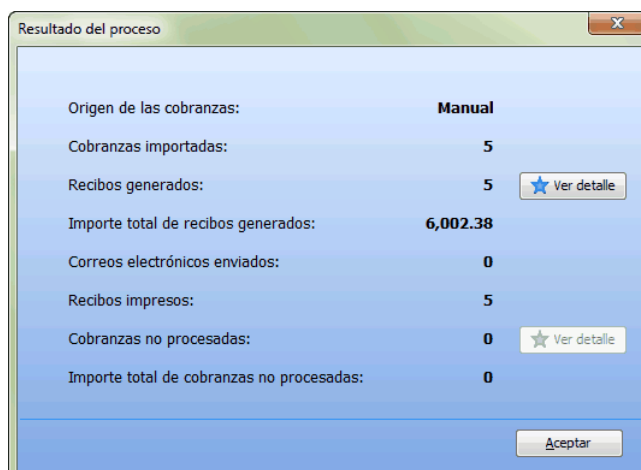 Resultado del proceso
Origen de las cobranzas: Manual
Cobranzas importadas: 5
Recibos generados: 5 Ver detalle
Importe total de recibos generados: 6,002.38
Correos electrónicos enviados: 0
Recibos impresos: 5
Cobranzas no procesadas: 0 Ver detalle
Importe total de cobranzas no procesadas: 0
Aceptar